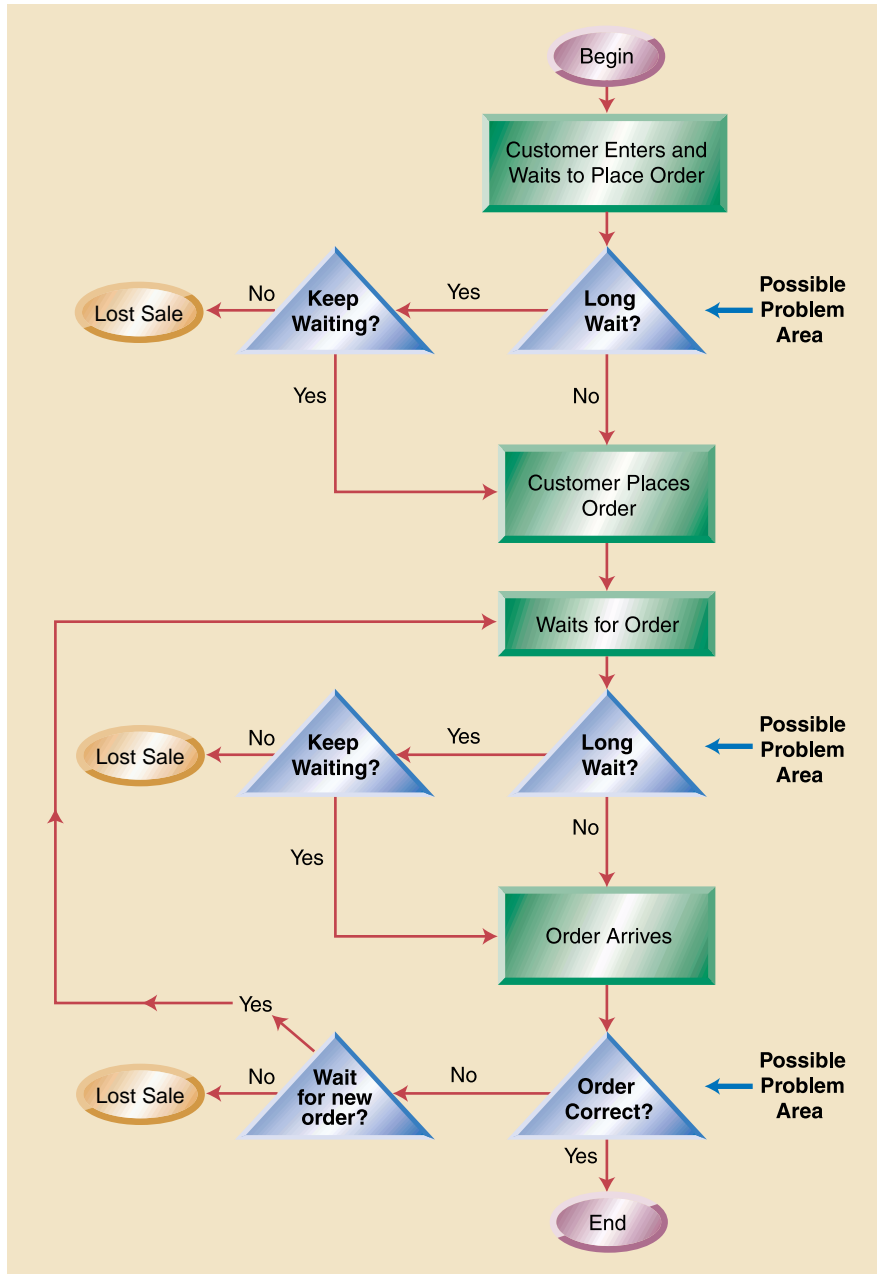 Begin
Customer Enters and
Waits to Place Order
Lost Sale
No
Keep
Waiting?
Yes
Long
Wait?
Possible
Problem
Area
Yes
No
Customer Places
Order
Waits for Order
Lost Sale
No
Keep
Waiting?
Yes
Long
Wait?
Possible
Problem
Area
Yes
No
Order Arrives
Yes
Lost Sale
No
Wait
for new
order?
No
Order
Correct?
Possible
Problem
Area
Yes
End